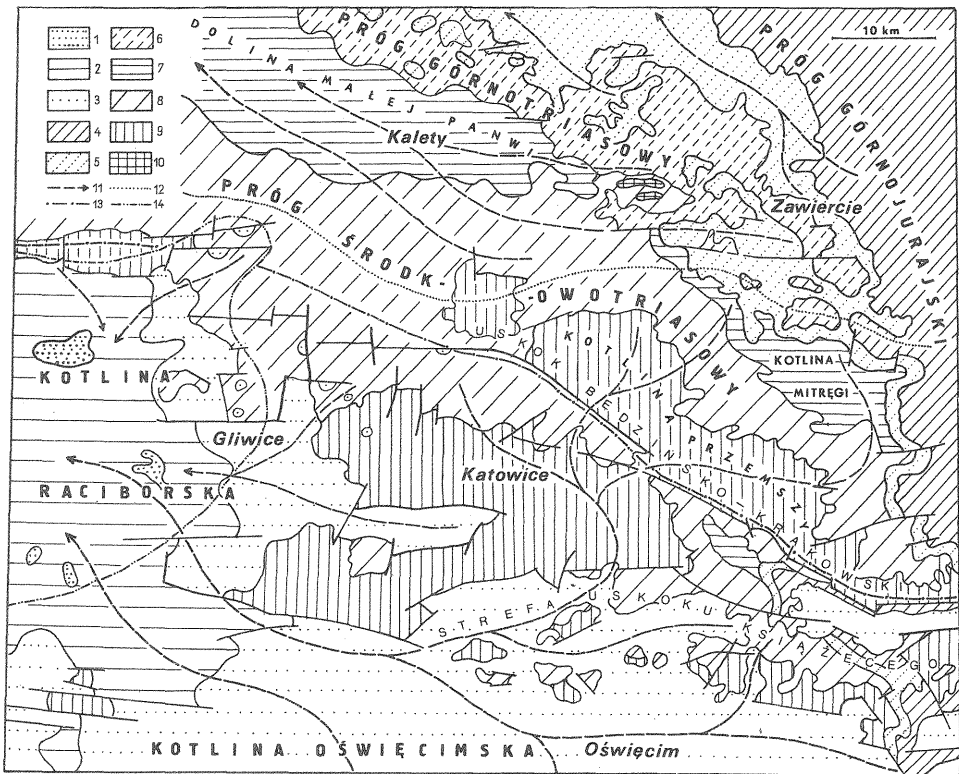 1
2
3
4
5
6
7
8
9
10
11
12
13
14
10 km
DOLINA MAŁEJ PANWI
PRÓG GÓRNOTRIASOWY
PRÓG GÓRNOJURAJSKI
Kalety
Zawiercie
PRÓG ŚRODK-
-OWOTRIASOWY
USKOK BĘDZIŃSKO KRAKOWSKI
KOTLINA PRZEMSZY
KOTLINA
MITRĘGI
KOTLINA
RACIBORSKA
Gliwice
Katowice
STREFA USKOKU
KOTLINA OŚWIĘCIMSKA
Oświęcim